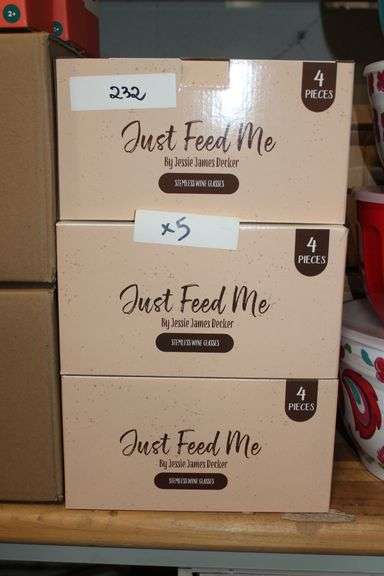 2+
232
4
PIECES
Just Feed Me
By Jessie James Decker
STEMLESS WINE GLASSES
x5
4
PIECES
Just Feed Me
By Jessie James Decker
STEMLESS WINE GLASSES
4
PIECES
Just Feed Me
By Jessie James Decker
STEMLESS WINE GLASSES